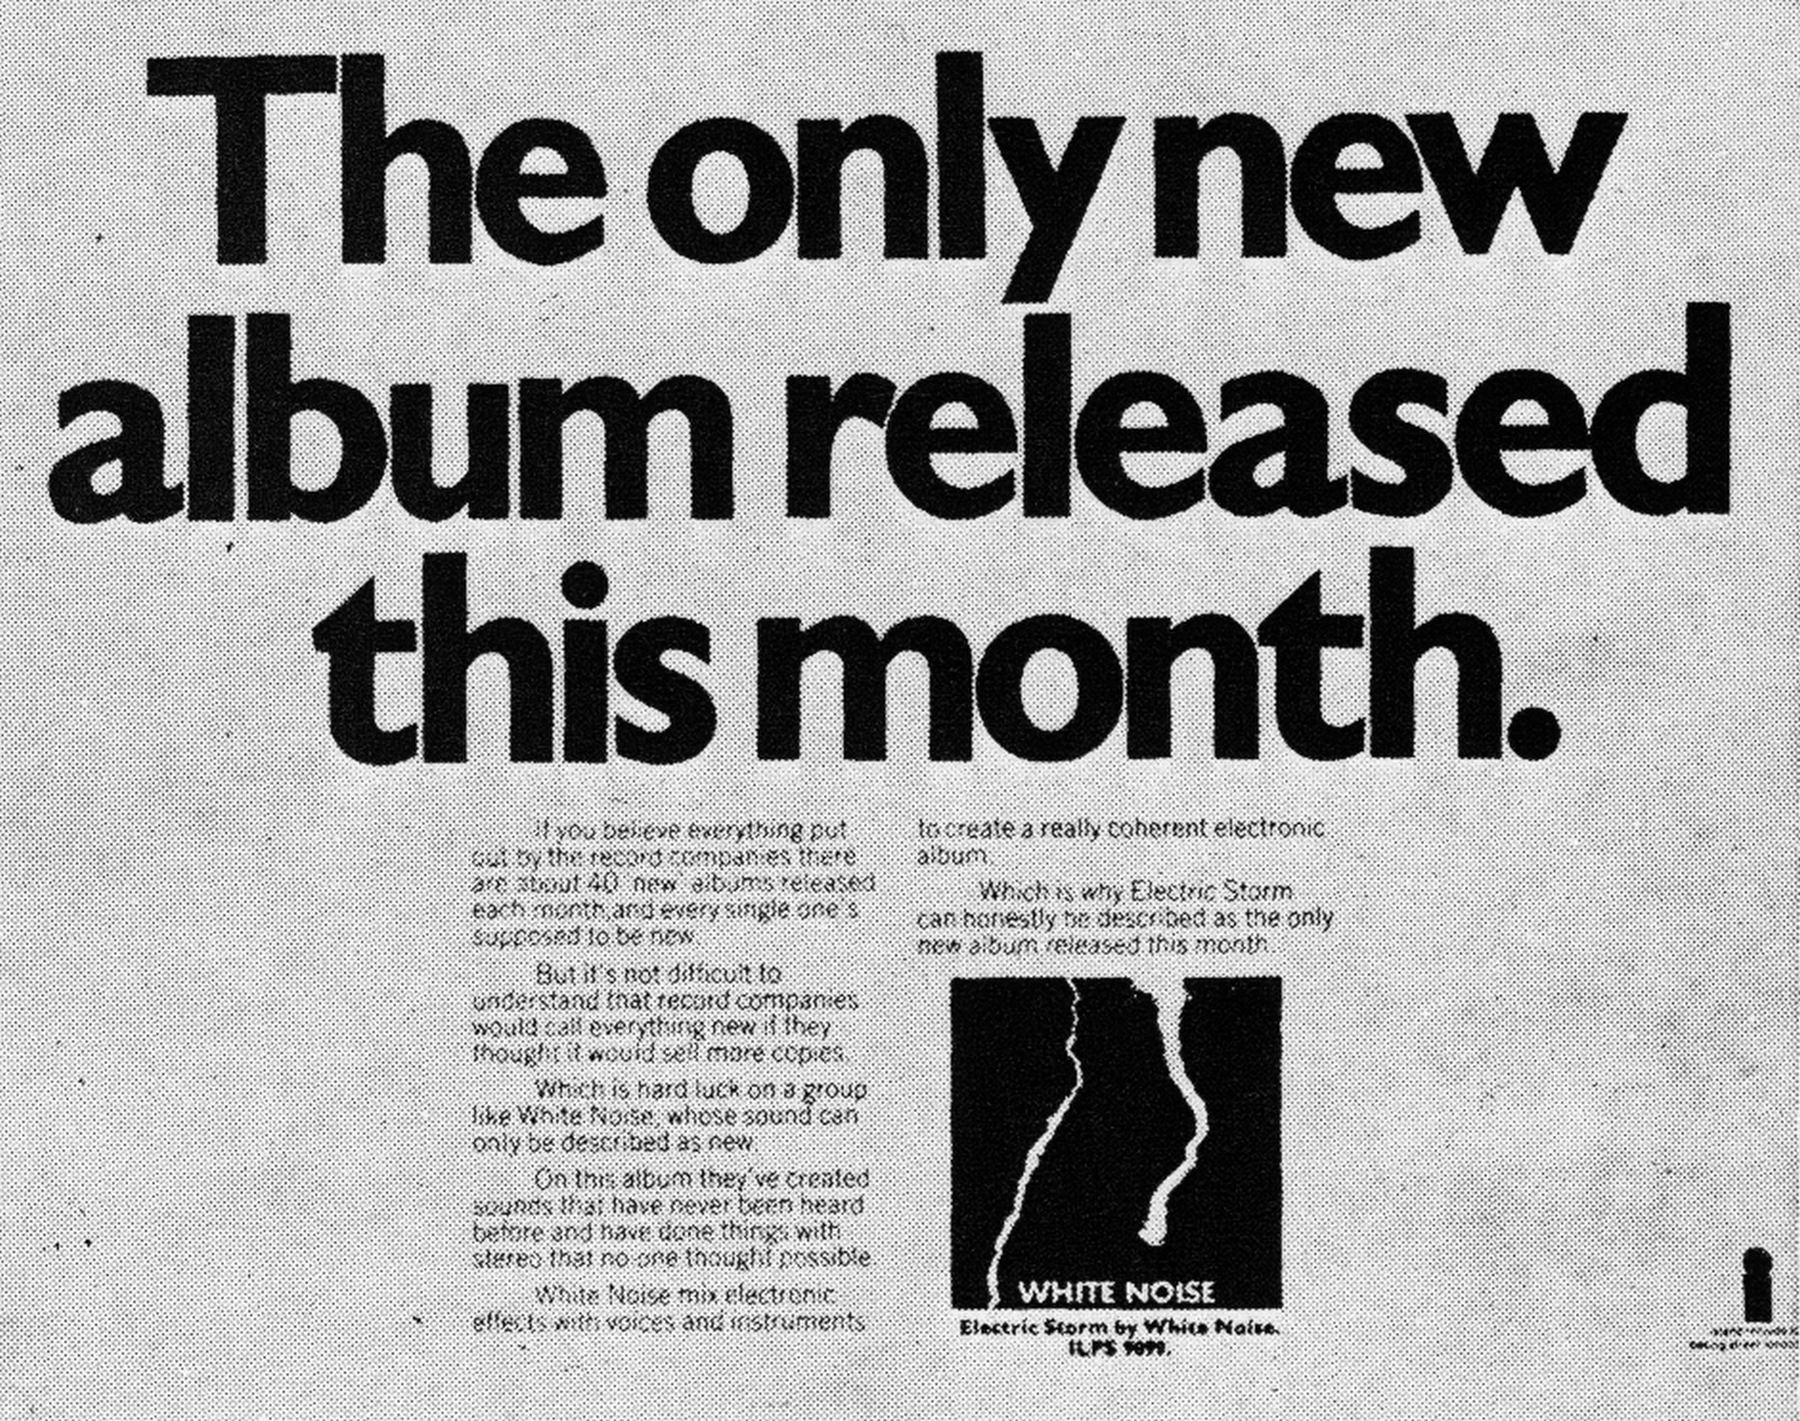 The only new
album released
this month.
If you believe everything put
out by the record companies there
are about 40 'new' albums released
each month, and every single one's
supposed to be new.
But it's not difficult to
understand that record companies
would call everything new if they
thought it would sell more copies.
Which is hard luck on a group
like White Noise, whose sound can
only be described as new.
On this album they've created
sounds that have never been heard
before and have done things with
stereo that no-one thought possible.
White Noise mix electronic
effects with voices and instruments
to create a really coherent electronic
album.
Which is why Electric Storm
can honestly be described as the only
new album released this month.
WHITE NOISE
Electric Storm by White Noise.
ILPS 9099.
island records
basing street london